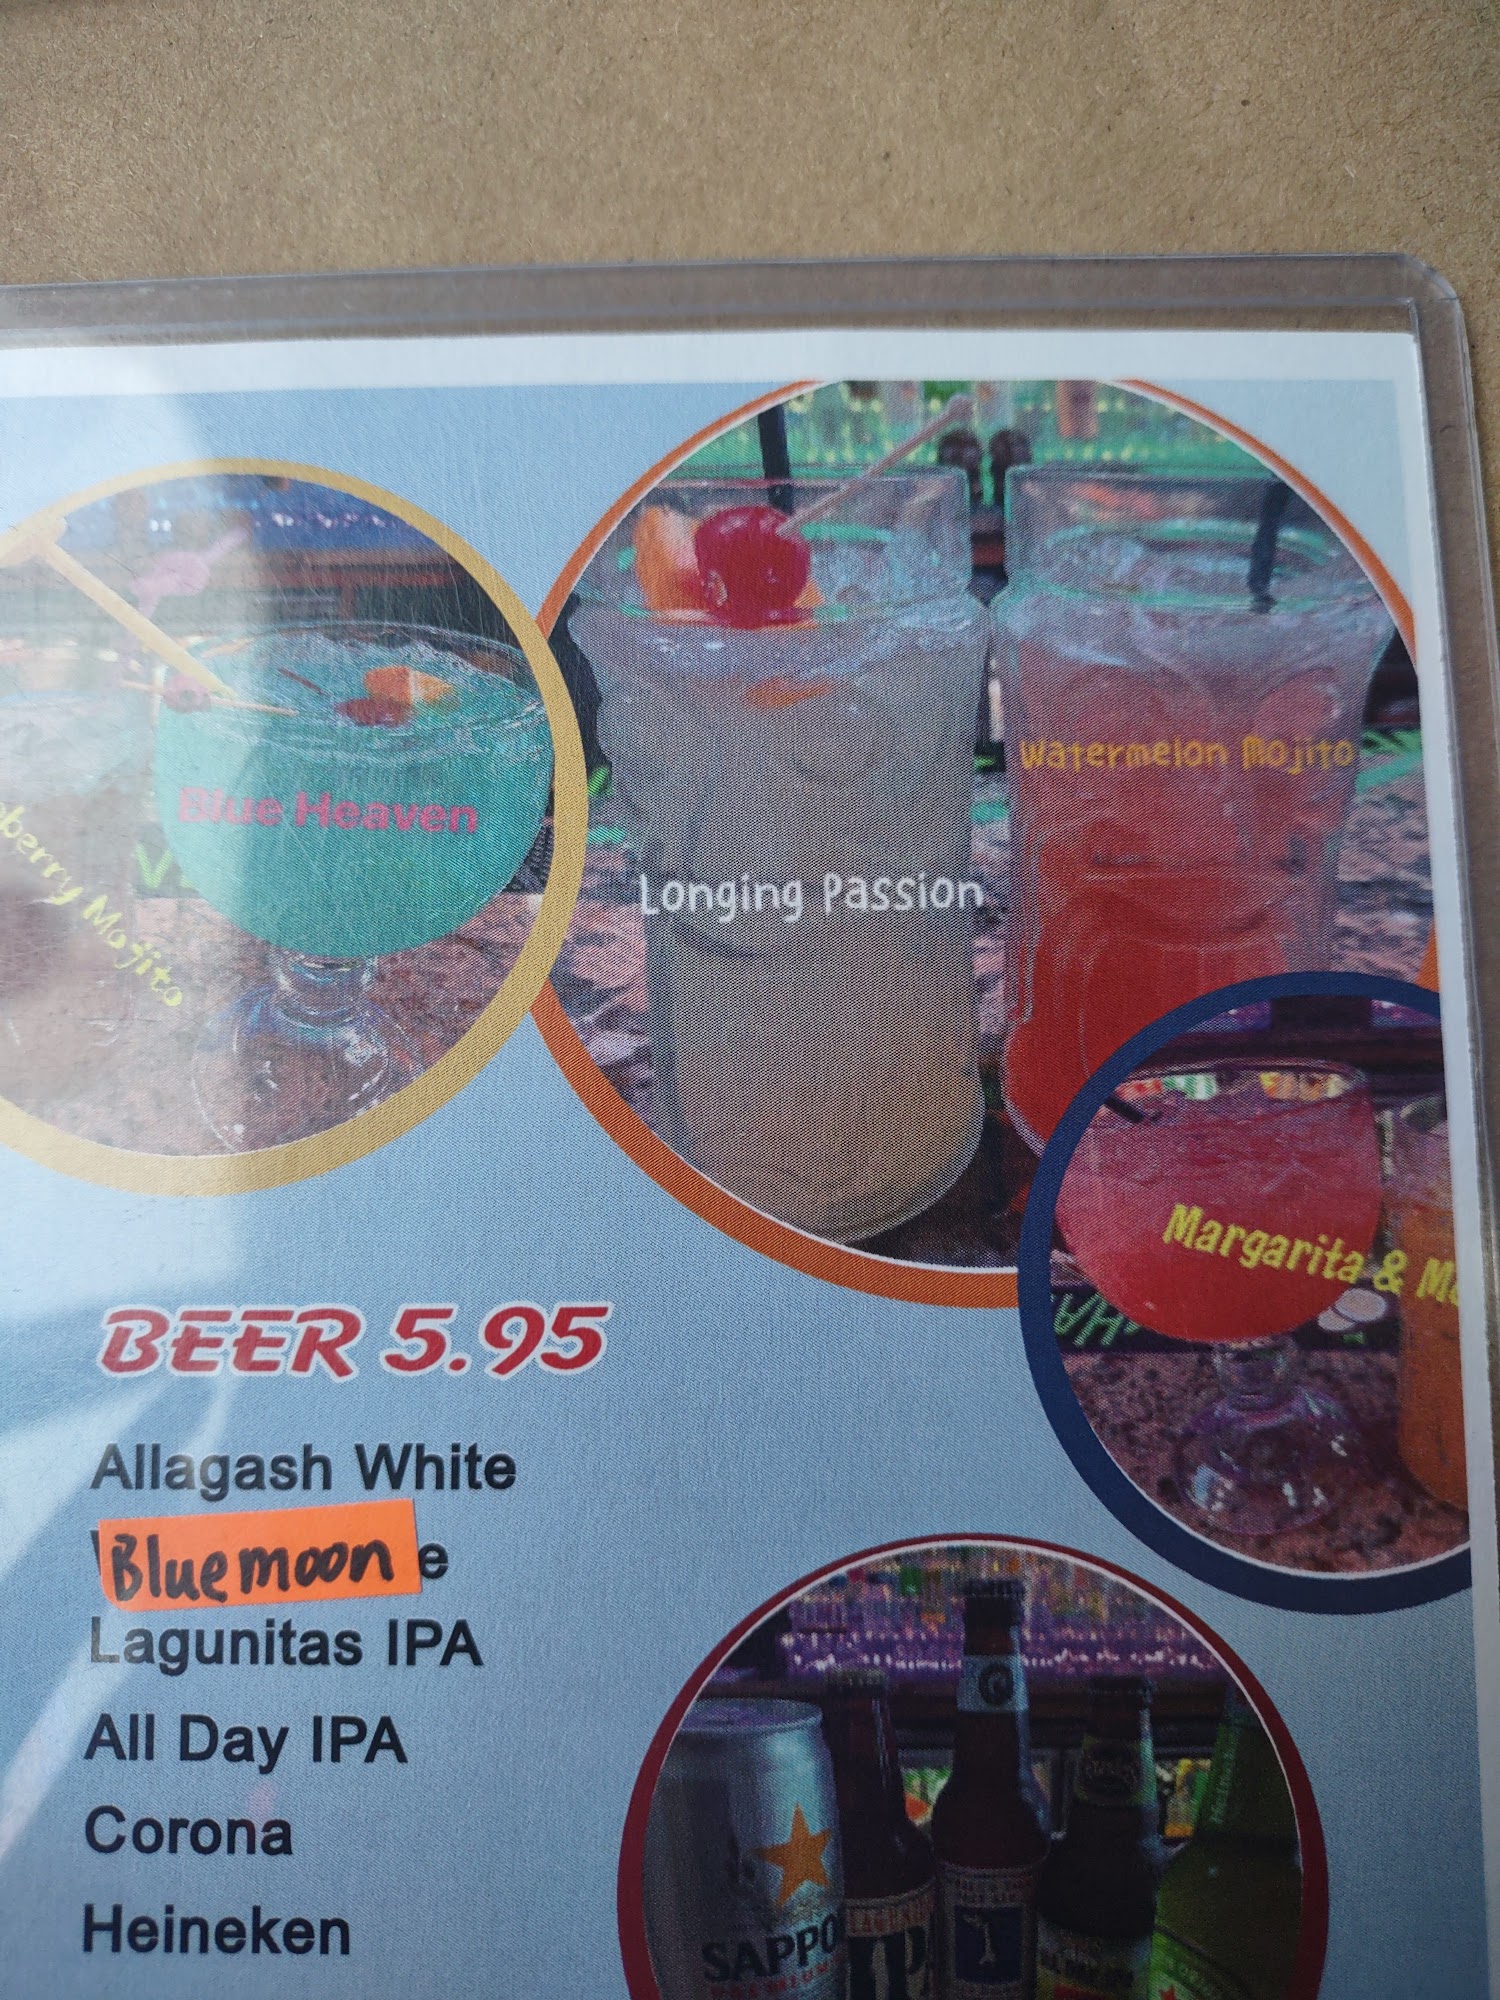 Blue Heaven
Mojito
Longing Passion
Watermelon Mojito
Margarita &
BEER 5.95
Allagash White
Bluemoon e
Lagunitas IPA
All Day IPA
Corona
Heineken
SAPPO
IP